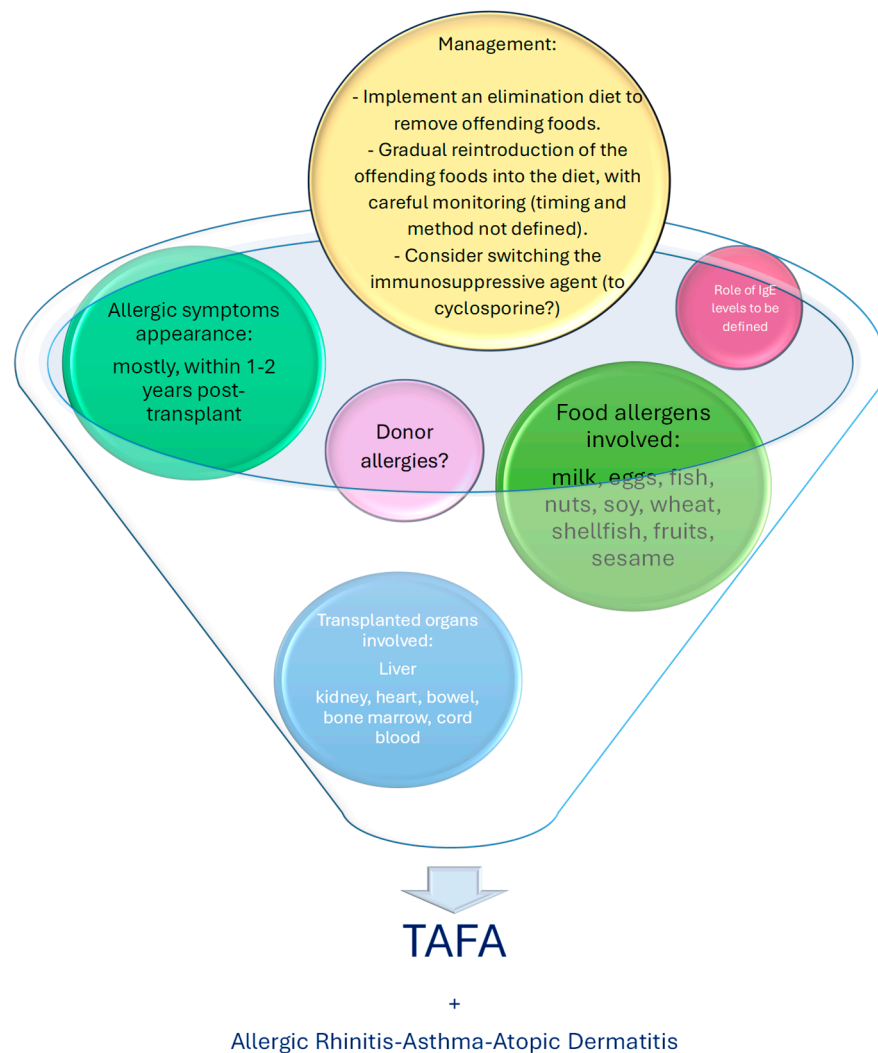 Management:
- Implement an elimination diet to
remove offending foods.
- Gradual reintroduction of the
offending foods into the diet, with
careful monitoring (timing and
method not defined).
- Consider switching the
immunosuppressive agent (to
cyclosporine?)
Role of IgE
levels to be
defined
Allergic symptoms
appearance:
mostly, within 1-2
years post-
transplant
Donor
allergies?
Food allergens
involved:
milk, eggs, fish,
nuts, soy, wheat,
shellfish, fruits,
sesame
Transplanted organs
involved:
Liver
kidney, heart, bowel,
bone marrow, cord
blood
TAFA
+
Allergic Rhinitis-Asthma-Atopic Dermatitis